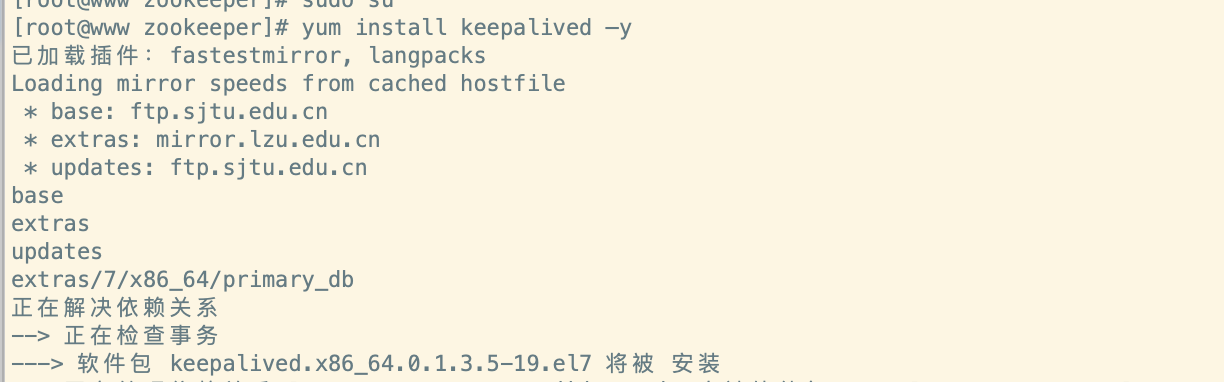 [root@www zookeeper]# sudo su
[root@www zookeeper]# yum install keepalived –y
已加载插件：fastestmirror, langpacks
Loading mirror speeds from cached hostfile
 * base: ftp.sjtu.edu.cn
 * extras: mirror.lzu.edu.cn
 * updates: ftp.sjtu.edu.cn
base
extras
updates
extras/7/x86_64/primary_db
正在解决依赖关系
--> 正在检查事务
---> 软件包 keepalived.x86_64.0.1.3.5-19.el7 将被 安装